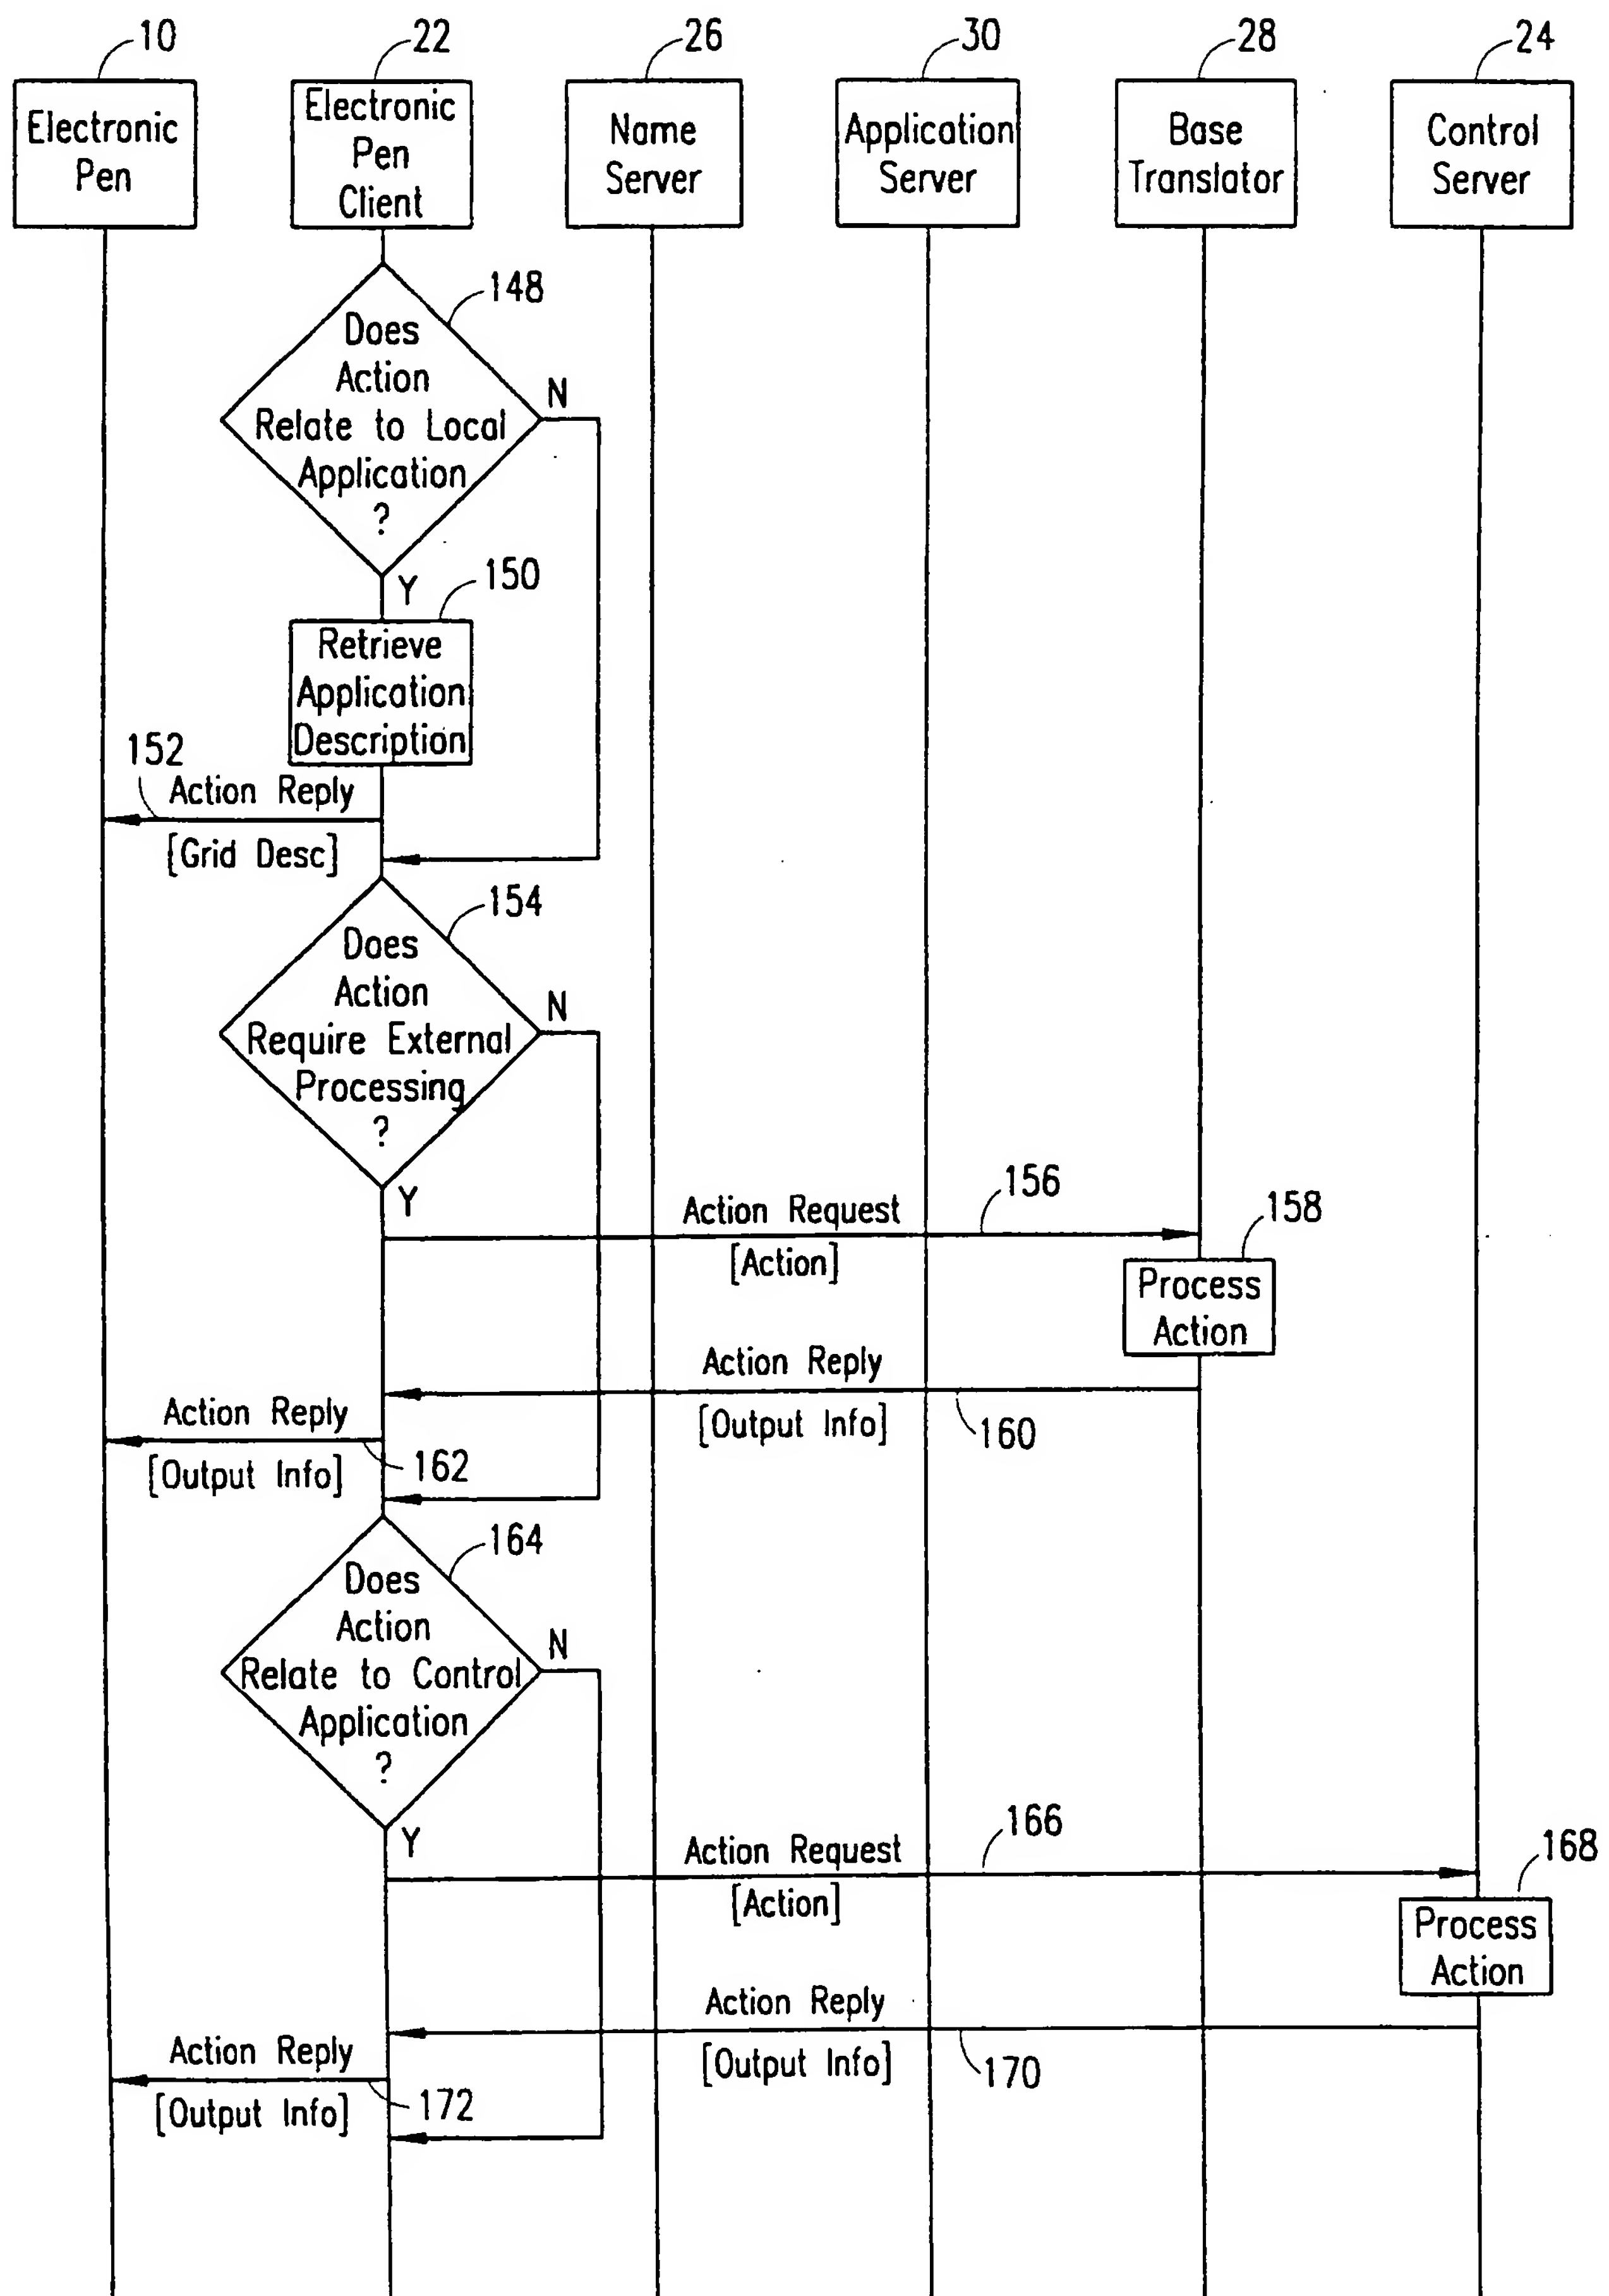 10
22
26
30
28
24
Electronic
Pen
Electronic
Pen
Client
Name
Server
Application
Server
Base
Translator
Control
Server
148
Does
Action
Relate to Local
Application
?
N
Y
150
Retrieve
Application
Description
152
Action Reply
[Grid Desc]
154
Does
Action
Require External
Processing
?
N
Y
Action Request
156
[Action]
158
Process
Action
Action Reply
[Output Info]
160
Action Reply
[Output Info]
162
164
Does
Action
Relate to Control
Application
?
N
Y
Action Request
166
[Action]
168
Process
Action
Action Reply
[Output Info]
170
Action Reply
[Output Info]
172